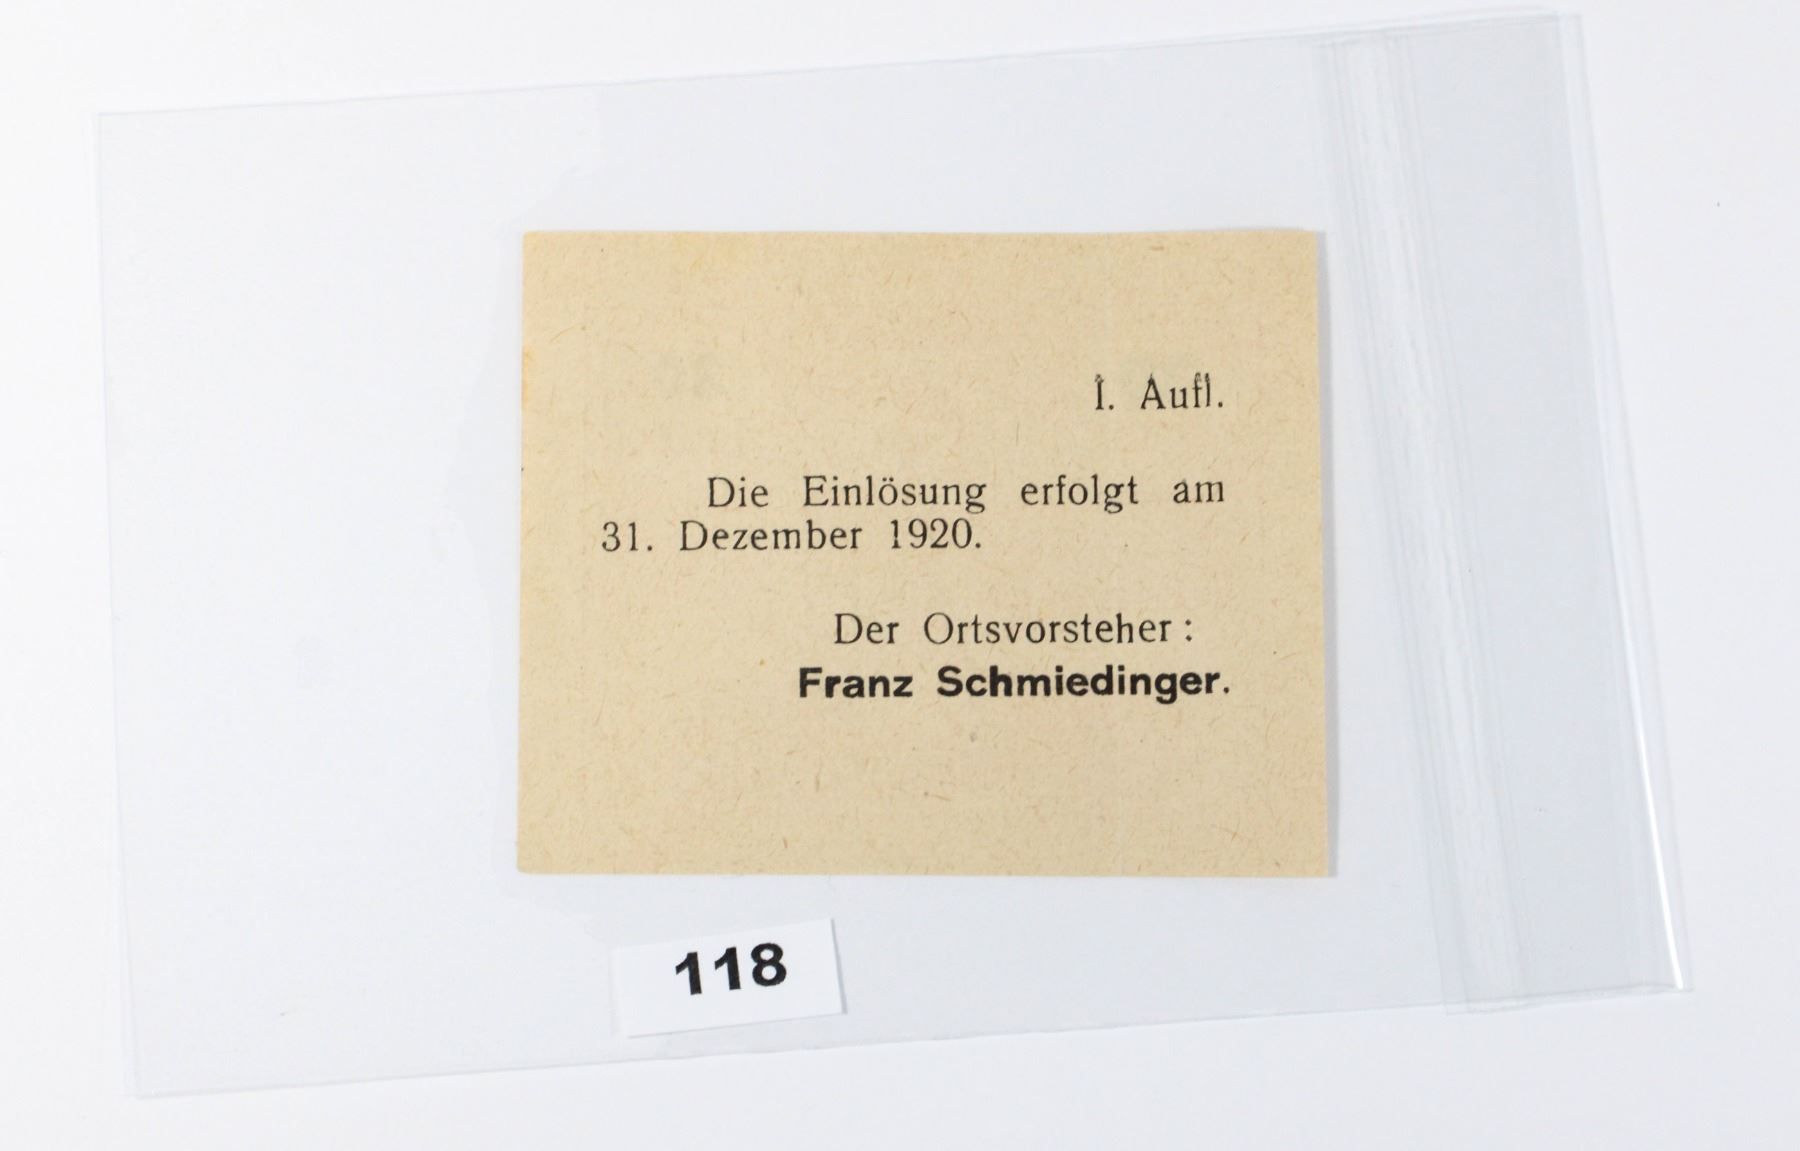 I. Aufl.
Die Einlösung erfolgt am
31. Dezember 1920.
Der Ortsvorsteher:
Franz Schmiedinger.
118